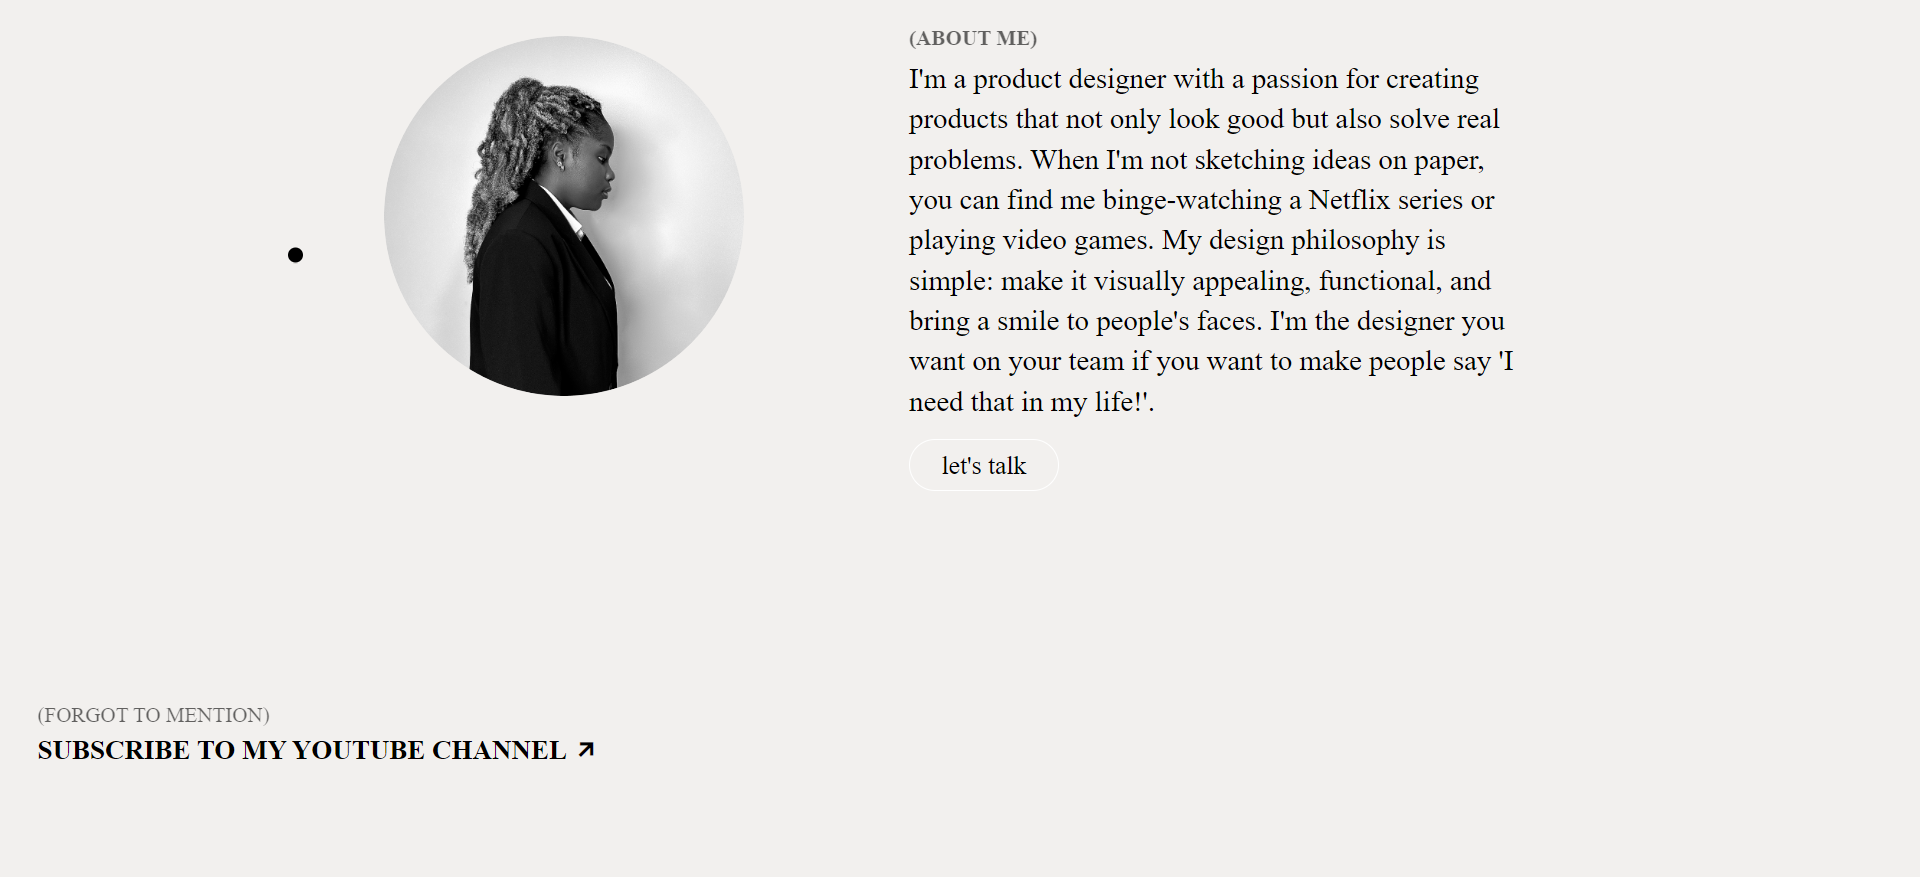 (ABOUT ME)
I'm a product designer with a passion for creating
products that not only look good but also solve real
problems. When I'm not sketching ideas on paper,
you can find me binge-watching a Netflix series or
playing video games. My design philosophy is
simple: make it visually appealing, functional, and
bring a smile to people's faces. I'm the designer you
want on your team if you want to make people say 'I
need that in my life!'.
let's talk
(FORGOT TO MENTION)
SUBSCRIBE TO MY YOUTUBE CHANNEL